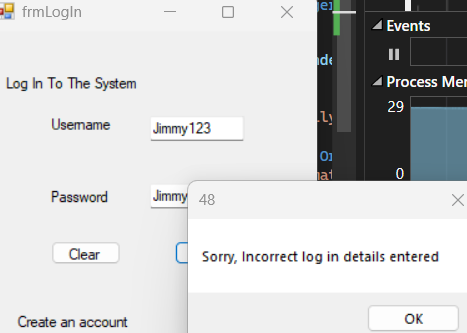 frmLogIn
Events
Log In To The System
Process Mer
Username
Jimmy123
29
0
Password
Jimmy
48
Clear
Sorry, Incorrect log in details entered
OK
Create an account